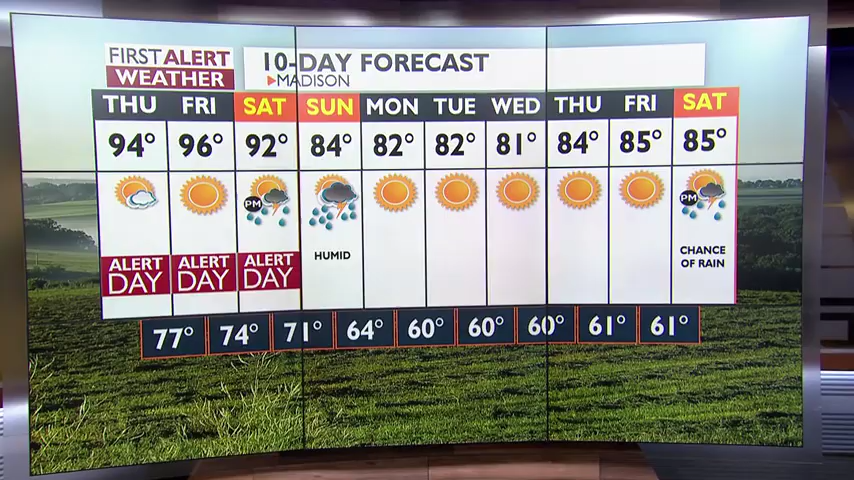 FIRST ALERT
WEATHER
10-DAY FORECAST
MADISON
THU FRI SAT SUN MON TUE WED THU FRI SAT
94° 96° 92° 84° 82° 82° 81° 84° 85° 85°
PM PM
HUMID
CHANCE
OF RAIN
ALERT ALERT ALERT
DAY DAY DAY
77° 74° 71° 64° 60° 60° 60° 61° 61°